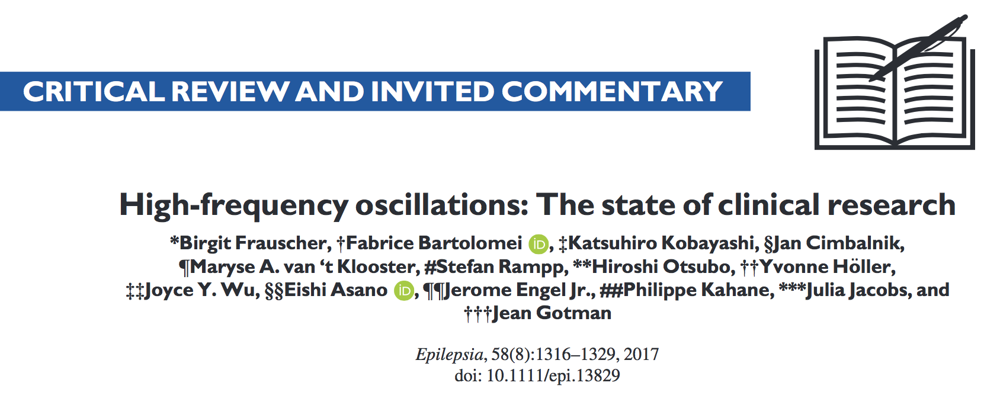 CRITICAL REVIEW AND INVITED COMMENTARY
High-frequency oscillations: The state of clinical research
*Birgit Frauscher, †Fabrice Bartolomei iD, ‡Katsuhiro Kobayashi, §Jan Cimbalnik,
¶Maryse A. van ‘t Klooster, #Stefan Rampp, **Hiroshi Otsubo, ††Yvonne Höller,
‡‡Joyce Y. Wu, §§Eishi Asano iD, ¶¶Jerome Engel Jr., ##Philippe Kahane, ***Julia Jacobs, and
†††Jean Gotman
Epilepsia, 58(8):1316–1329, 2017
doi: 10.1111/epi.13829